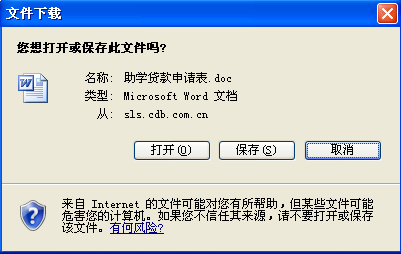 文件下载
您想打开或保存此文件吗?
名称: 助学贷款申请表.doc
类型: Microsoft Word 文档
从: sls.cdb.com.cn
打开(O) 保存(S) 取消
来自 Internet 的文件可能对您有所帮助,但某些文件可能
危害您的计算机。如果您不信任其来源,请不要打开或保存
该文件。有何风险?